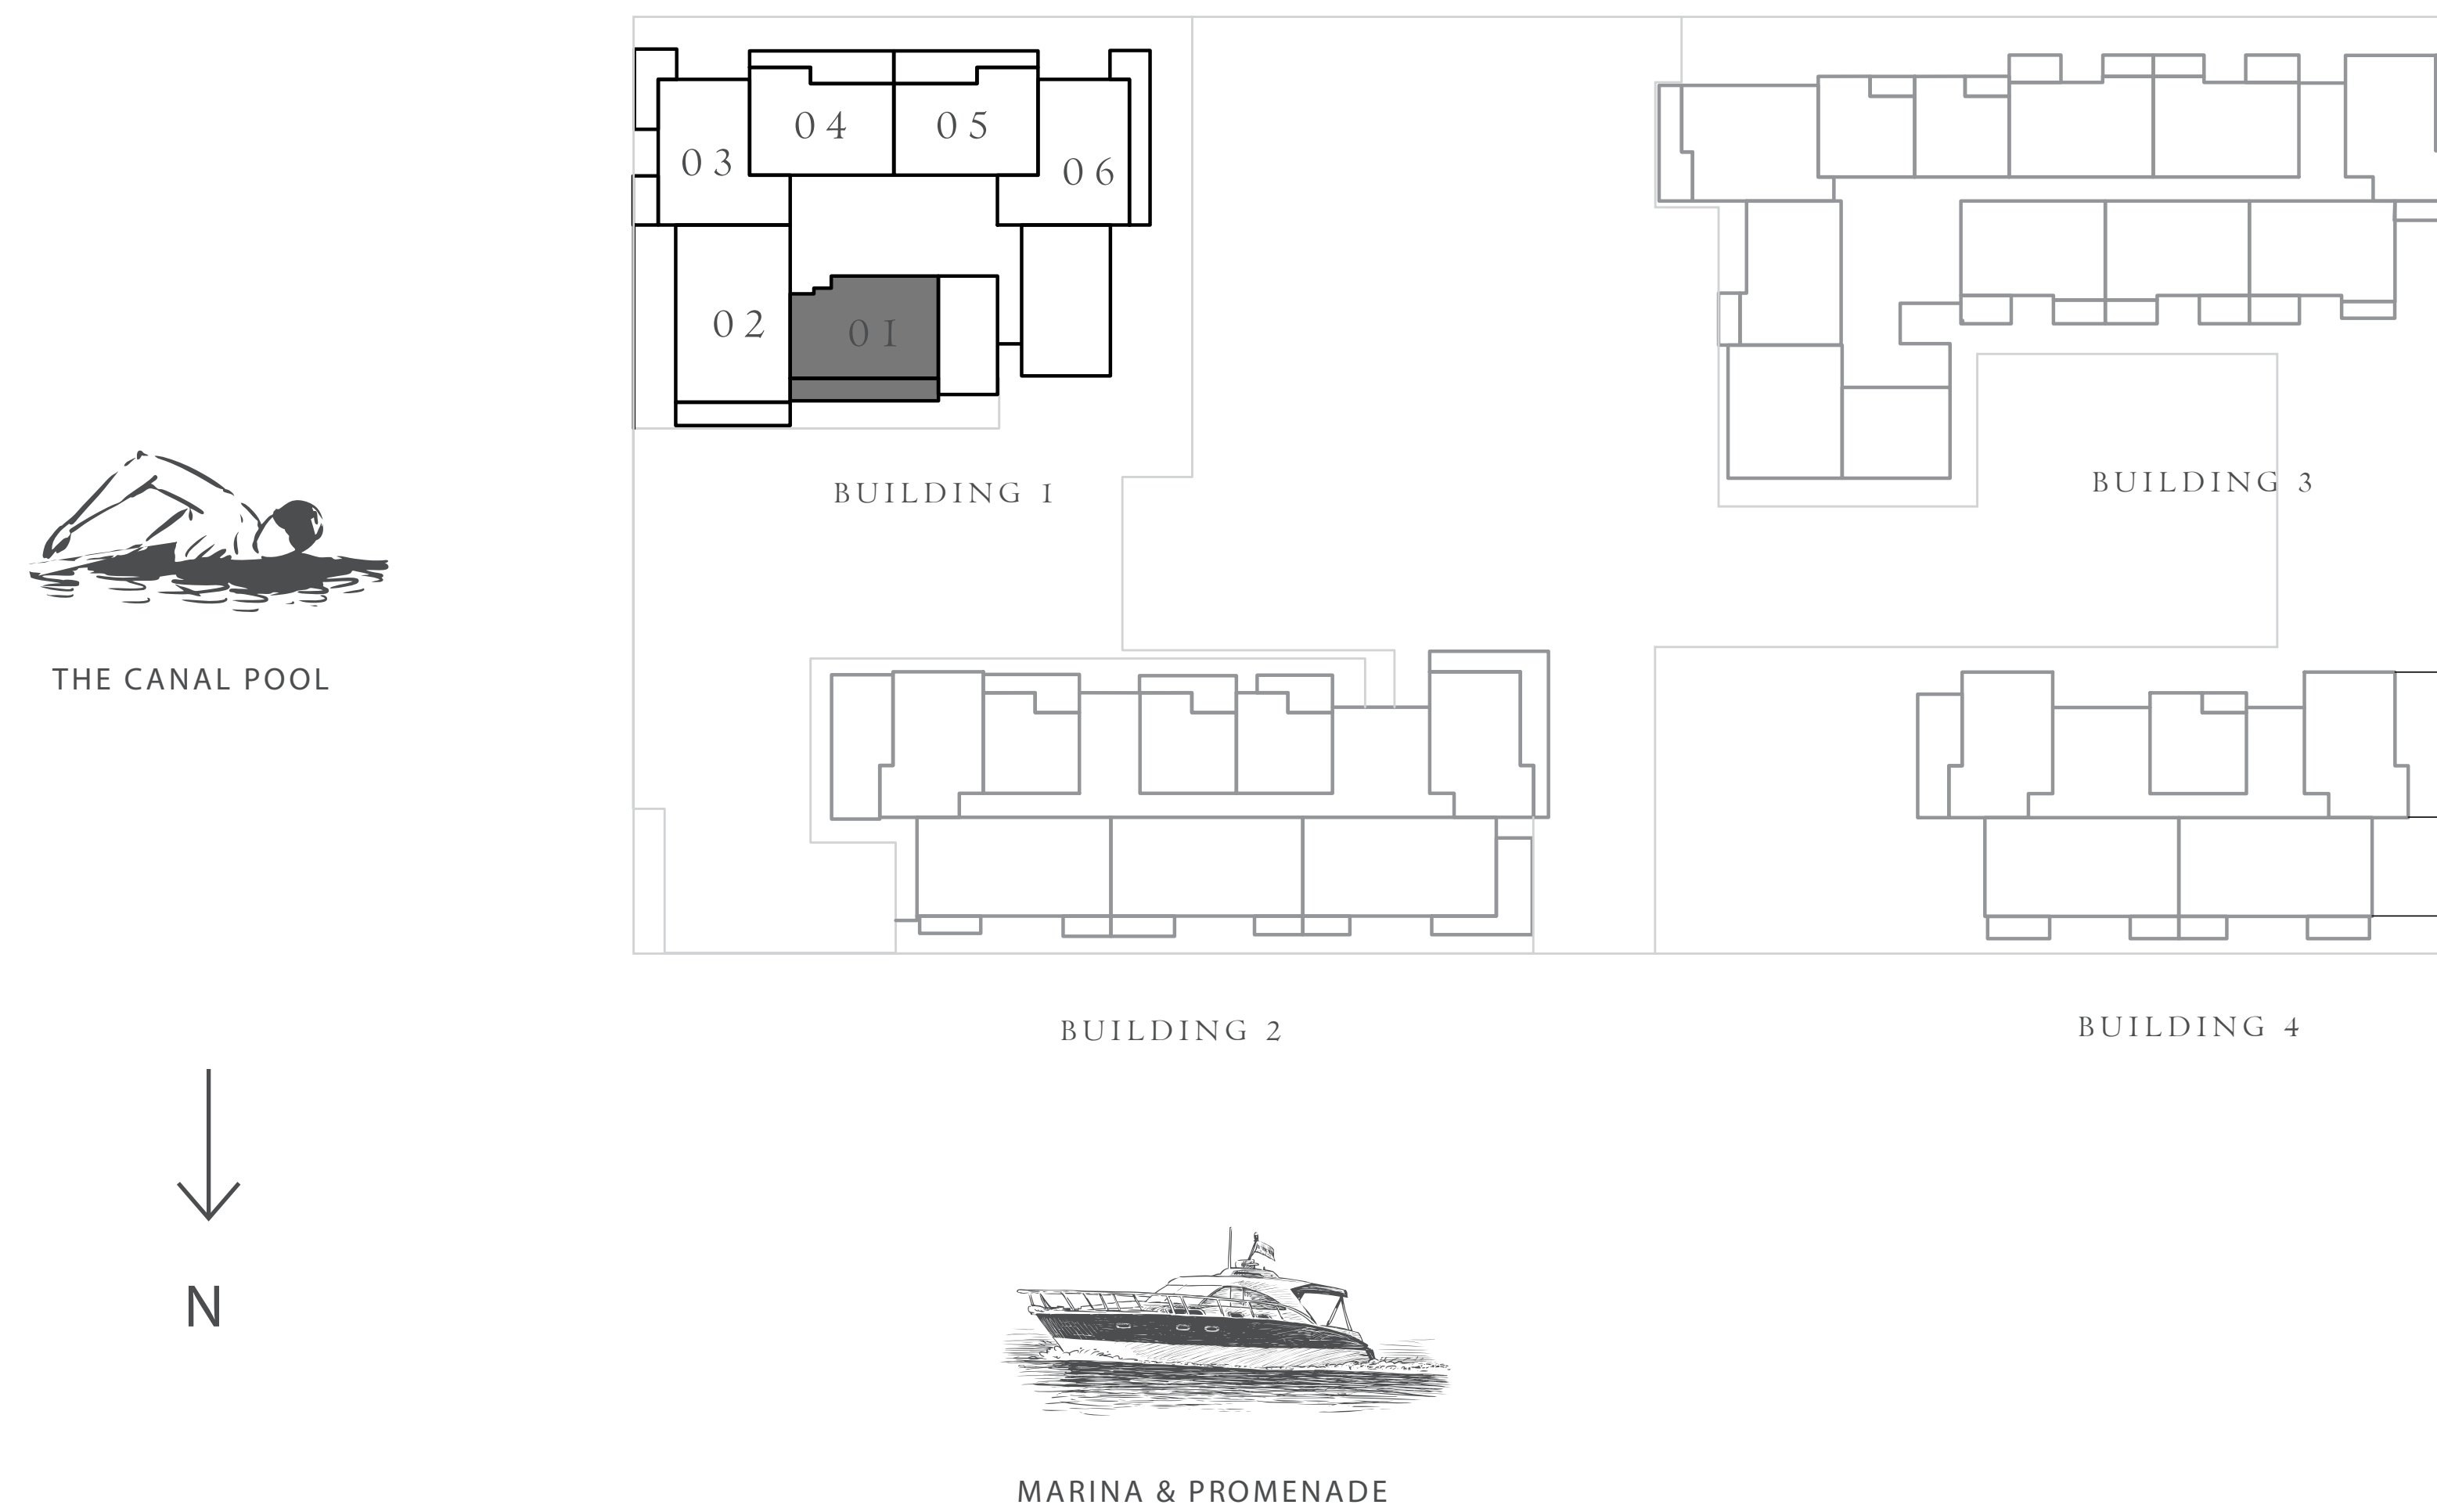 04
05
03
06
02
01
BUILDING 1
BUILDING 3
THE CANAL POOL
BUILDING 2
BUILDING 4
N
MARINA & PROMENADE